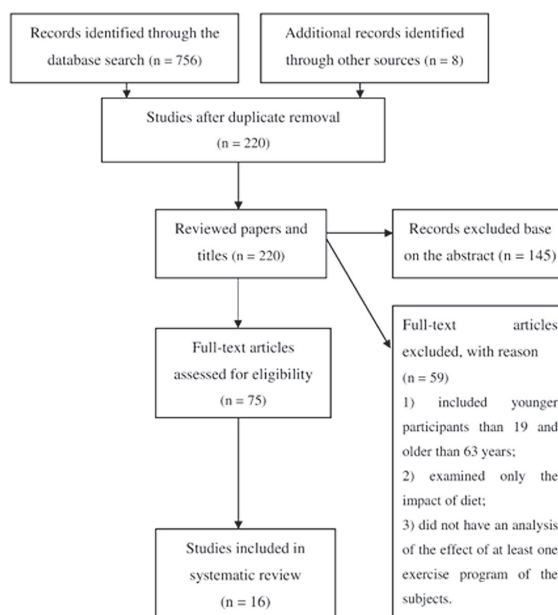 Records identified through the
database search (n = 756)
Additional records identified
through other sources (n = 8)
Studies after duplicate removal
(n = 220)
Reviewed papers and
titles (n = 220)
Records excluded base
on the abstract (n = 145)
Full-text articles
assessed for eligibility
(n = 75)
Full-text articles
excluded, with reason
(n = 59)
1) included younger
participants than 19 and
older than 63 years;
2) examined only the
impact of diet;
3) did not have an analysis
of the effect of at least one
exercise program of the
subjects.
Studies included in
systematic review
(n = 16)